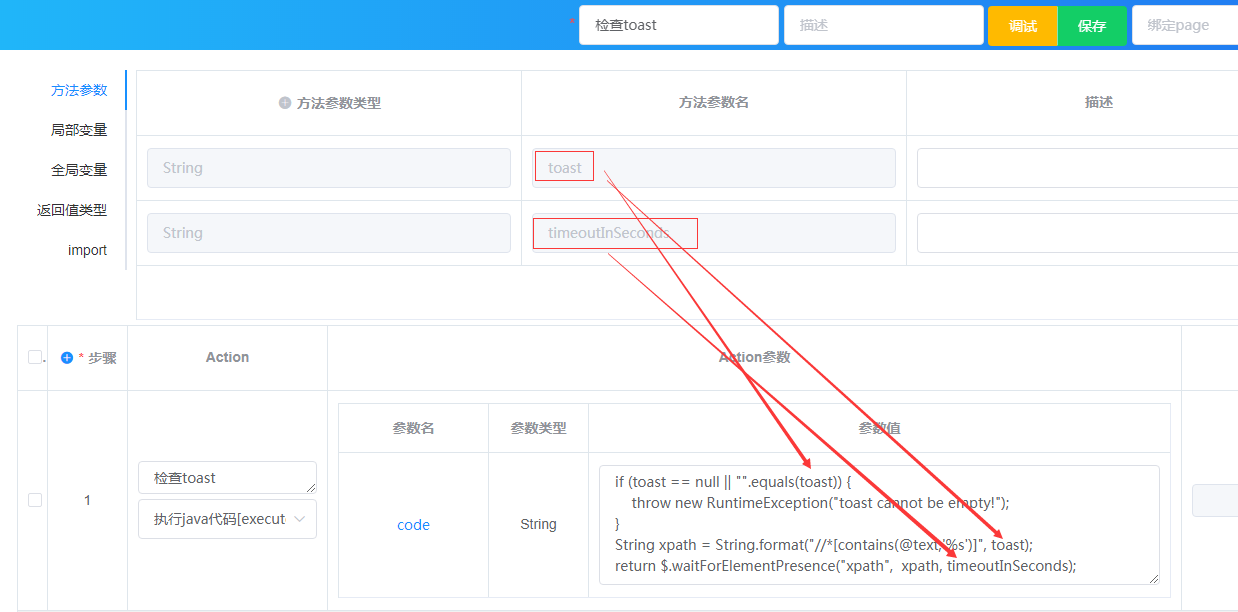 * 检查toast 描述 调试 保存 绑定page
方法参数
局部变量
全局变量
返回值类型
import
方法参数类型 方法参数名 描述
String toast
String timeoutInSeconds
* 步骤 Action Action参数
1
检查toast
执行java代码[execut
参数名 参数类型 参数值
code String
if (toast == null || "".equals(toast)) {
throw new RuntimeException("toast cannot be empty!");
}
String xpath = String.format("//*[contains(@text,'%s')]", toast);
return $.waitForElementPresence("xpath", xpath, timeoutInSeconds);